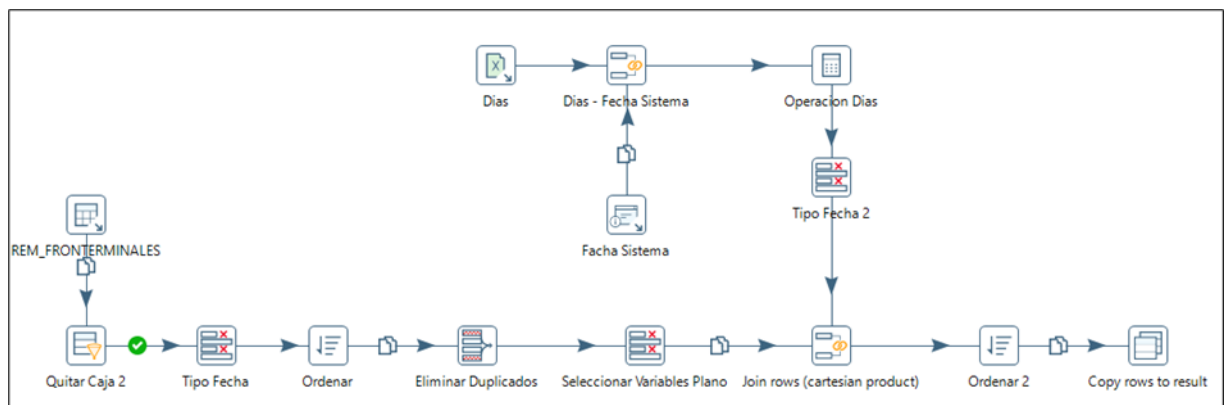 Dias
Dias - Fecha Sistema
Operacion Dias
Tipo Fecha 2
REM_FRONTERMINALES
Facha Sistema
Quitar Caja 2
Tipo Fecha
Ordenar
Eliminar Duplicados
Seleccionar Variables Plano
Join rows (cartesian product)
Ordenar 2
Copy rows to result